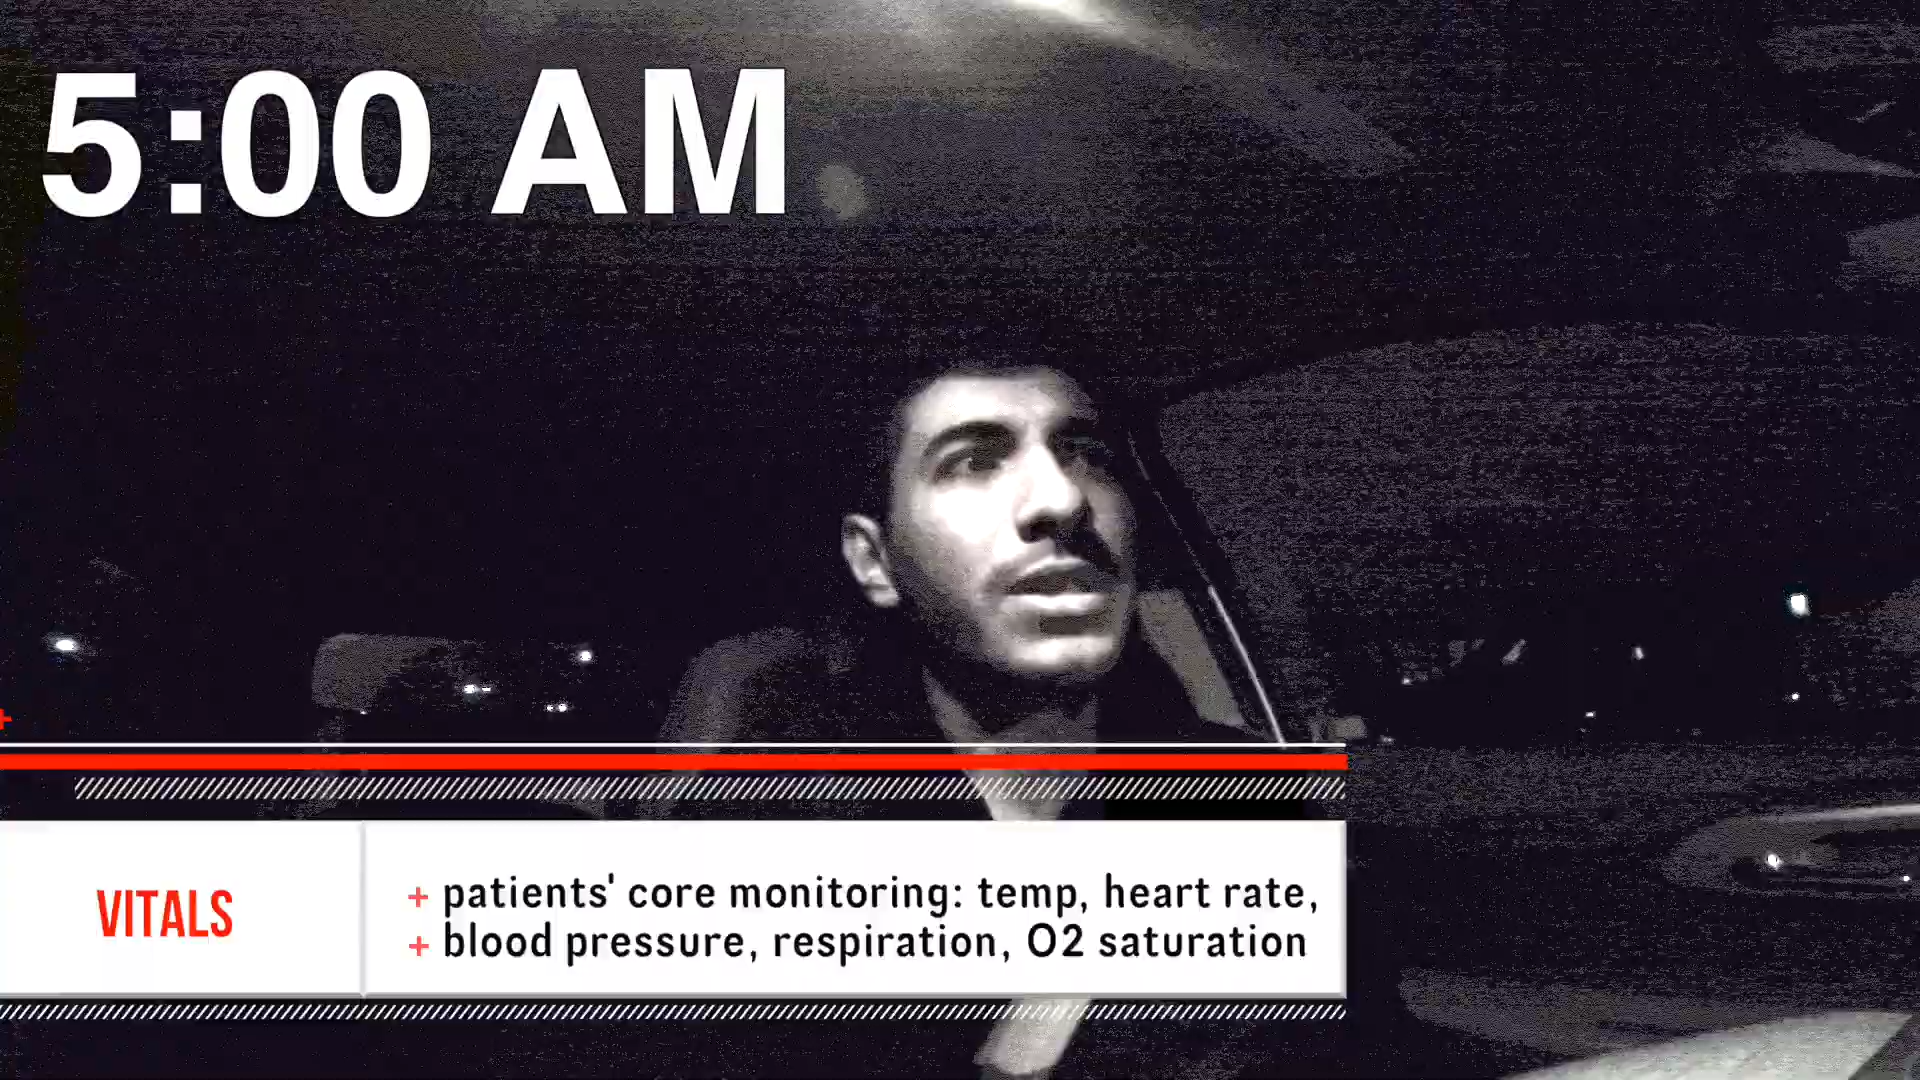 5:00 AM
VITALS
+ patients' core monitoring: temp, heart rate,
+ blood pressure, respiration, O2 saturation